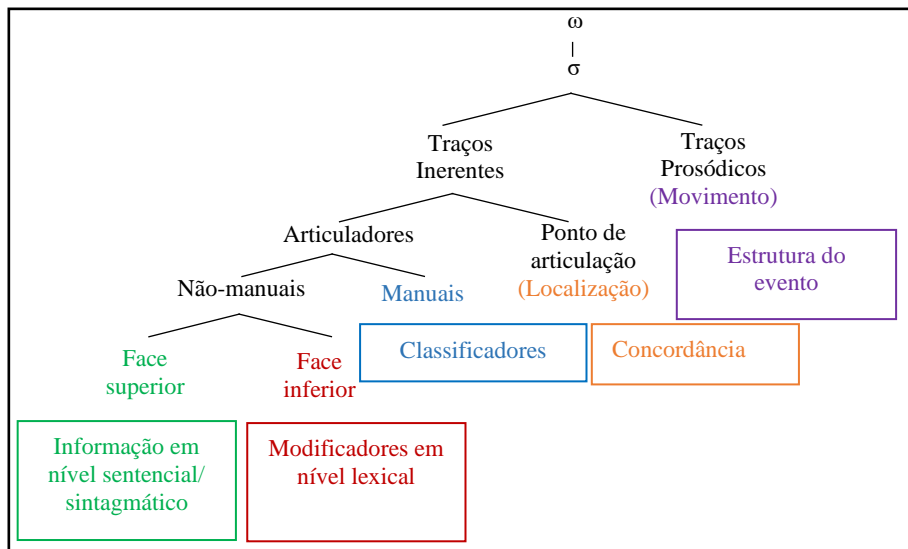 ω
σ
Traços
Inerentes
Traços
Prosódicos
(Movimento)
Articuladores
Ponto de
articulação
(Localização)
Estrutura do
evento
Não-manuais
Manuais
Classificadores
Concordância
Face
superior
Face
inferior
Informação em
nível sentencial/
sintagmático
Modificadores em
nível lexical